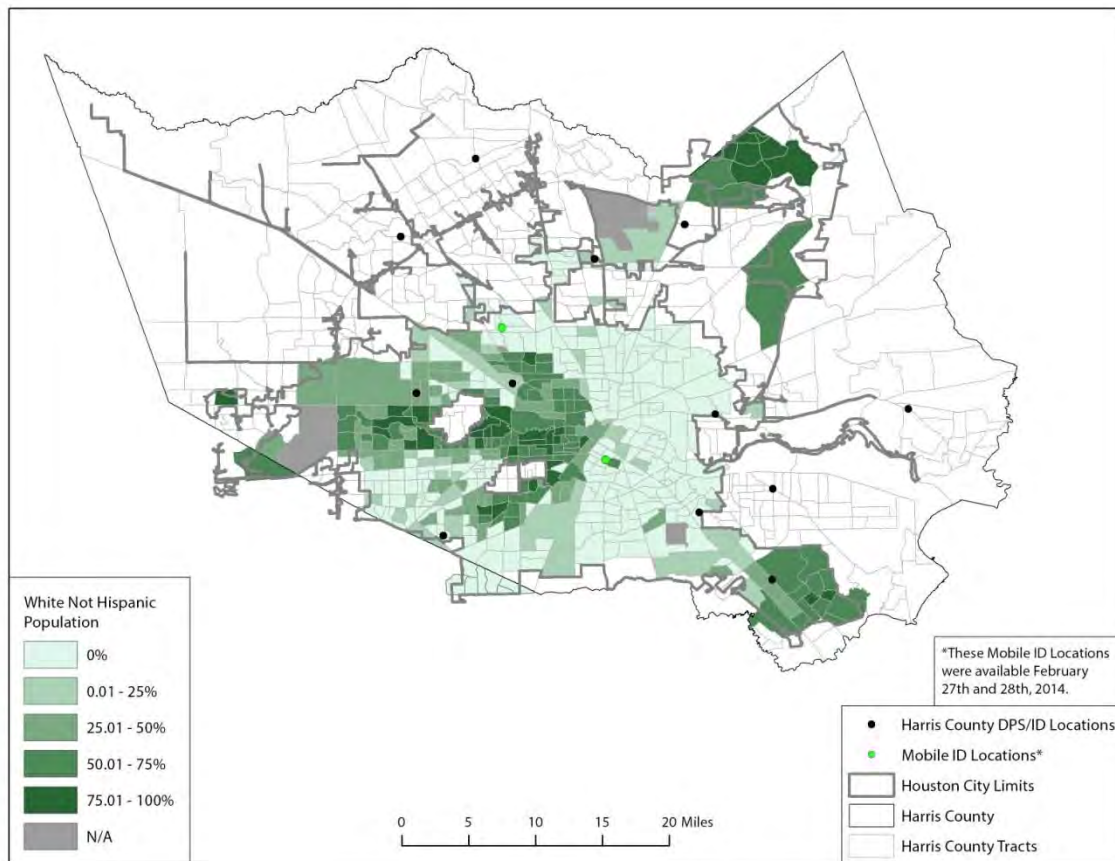 White Not Hispanic
Population
0%
0.01 - 25%
25.01 - 50%
50.01 - 75%
75.01 - 100%
N/A
0 5 10 15 20 Miles
*These Mobile ID Locations
were available February
27th and 28th, 2014.
Harris County DPS/ID Locations
Mobile ID Locations*
Houston City Limits
Harris County
Harris County Tracts